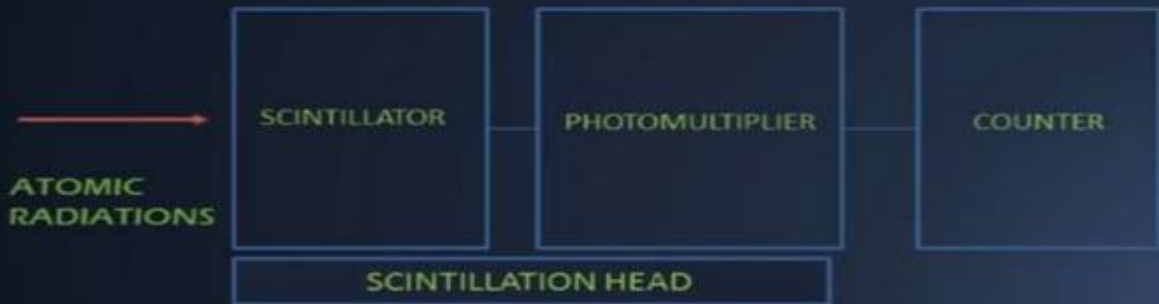 SCINTILLATOR
PHOTOMULTIPLIER
COUNTER
ATOMIC
RADIATIONS
SCINTILLATION HEAD